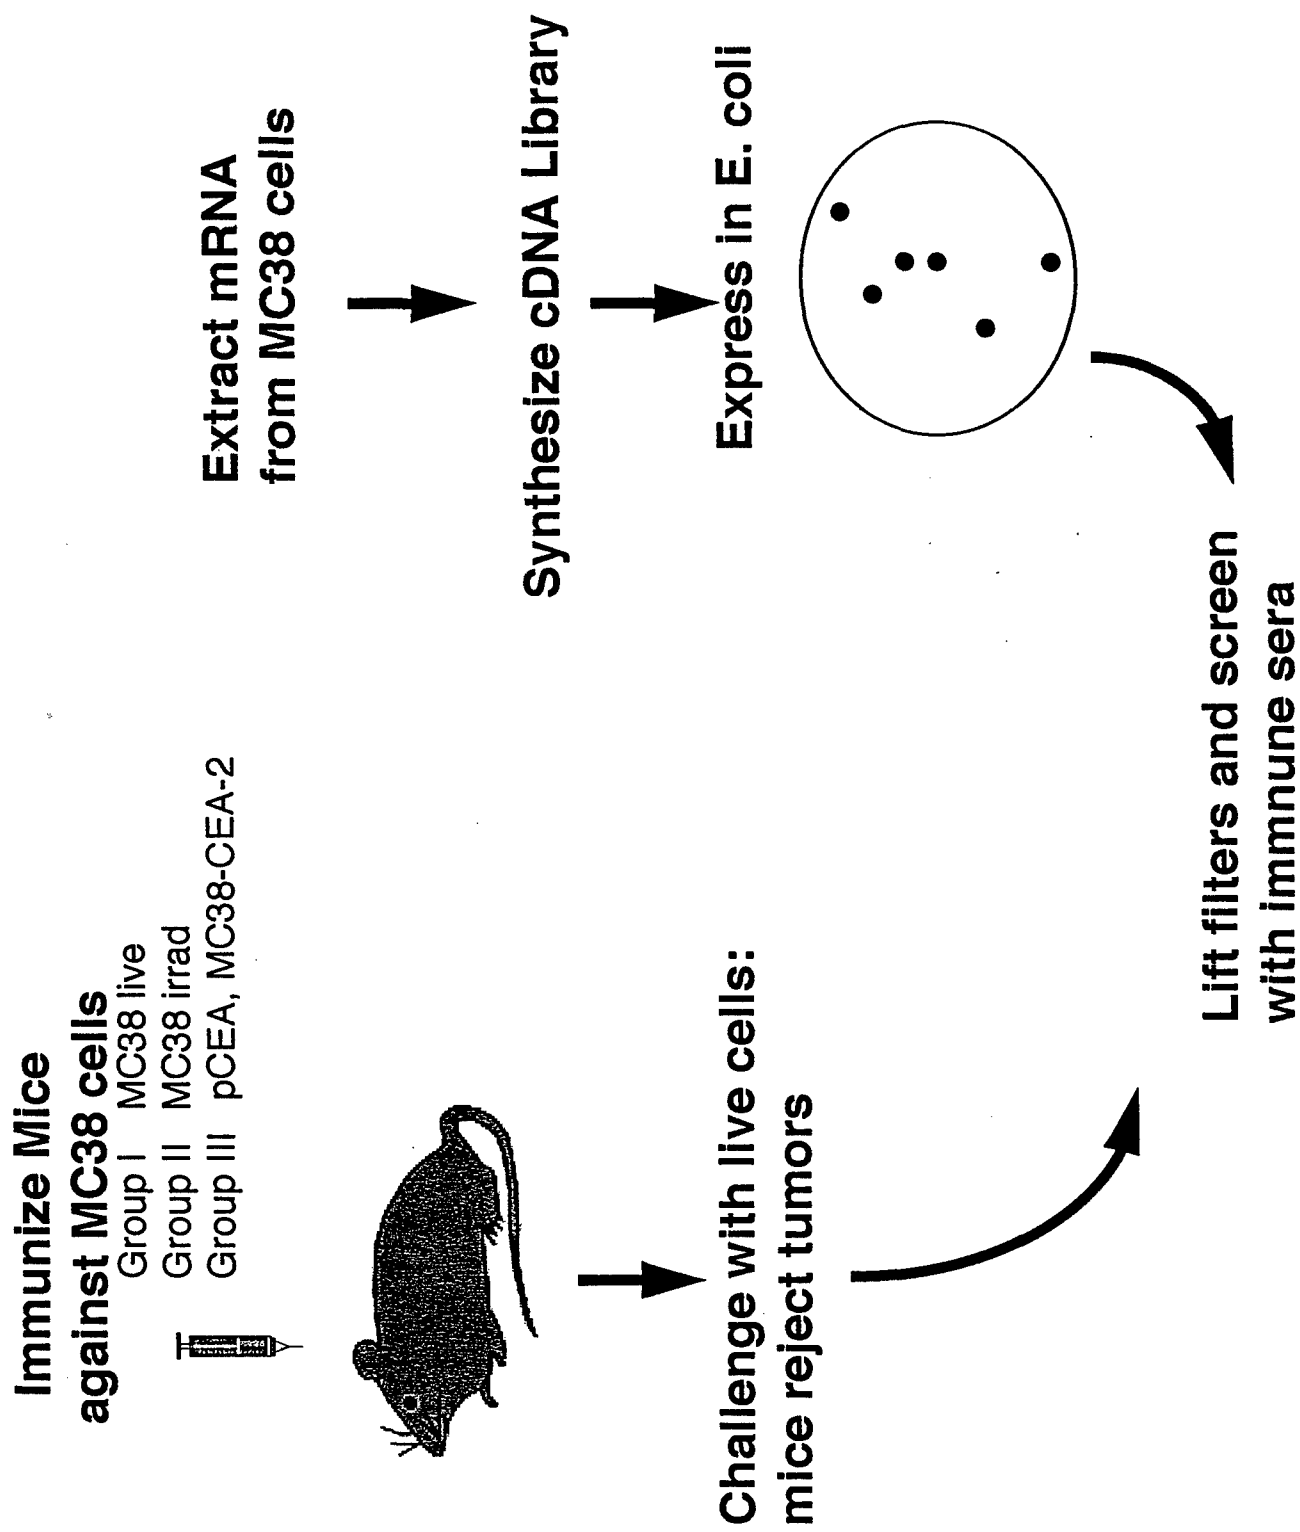 Immunize Mice
against MC38 cells
Group I MC38 live
Group II MC38 irrad
Group III pCEA, MC38-CEA-2
Challenge with live cells:
mice reject tumors
Extract mRNA
from MC38 cells
Synthesize cDNA Library
Express in E. coli
Lift filters and screen
with immune sera